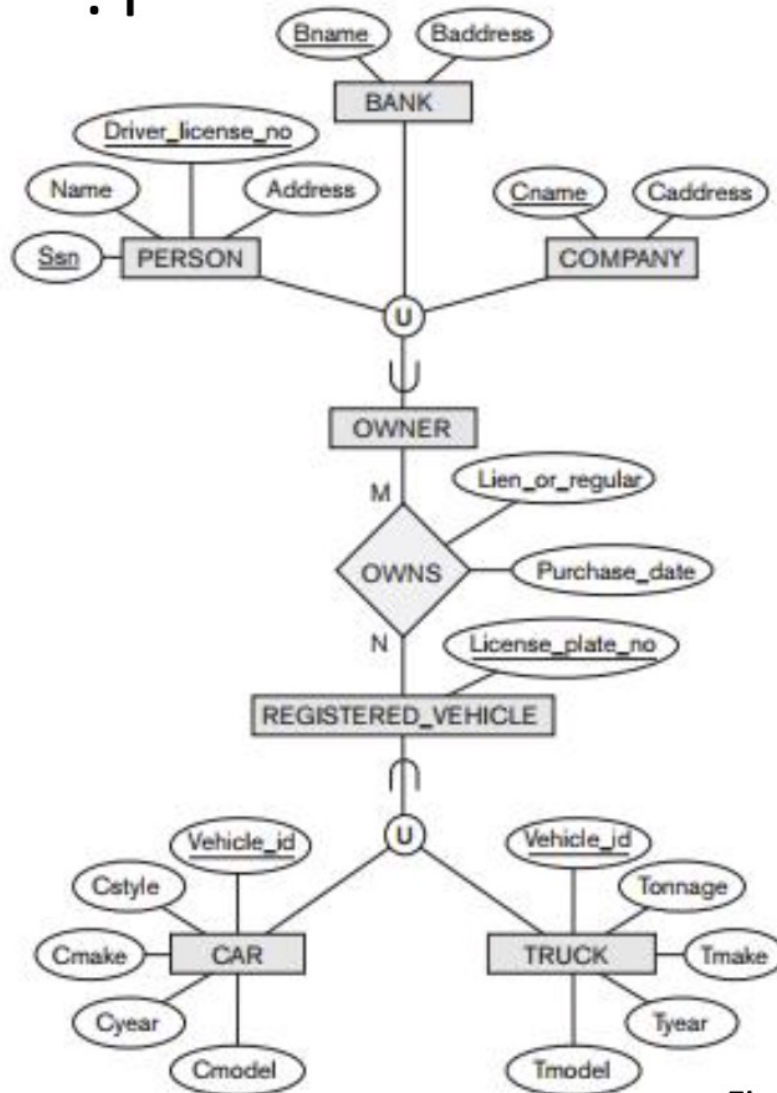 Bname
Baddress
BANK
Driver_license_no
Name
Address
Cname
Caddress
Ssn
PERSON
COMPANY
U
OWNER
M
Lien_or_regular
OWNS
Purchase_date
N
License_plate_no
REGISTERED_VEHICLE
U
Vehicle_id
Vehicle_id
Cstyle
Tonnage
Cmake
CAR
TRUCK
Tmake
Cyear
Tyear
Cmodel
Tmodel